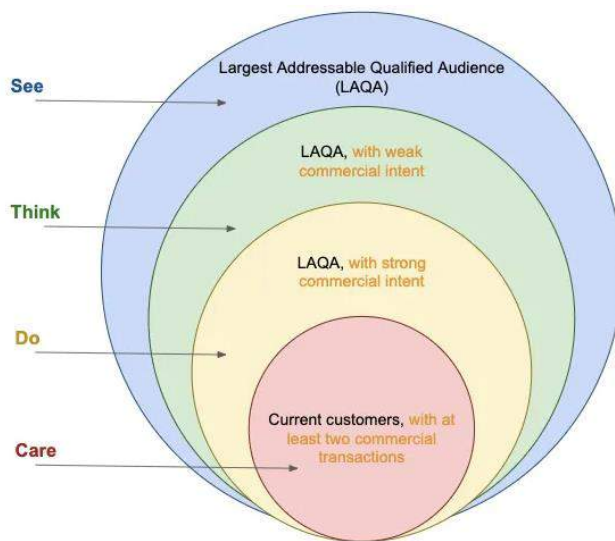 Largest Addressable Qualified Audience
(LAQA)
See
LAQA, with weak
commercial intent
Think
LAQA, with strong
commercial intent
Do
Current customers, with at
least two commercial
transactions
Care